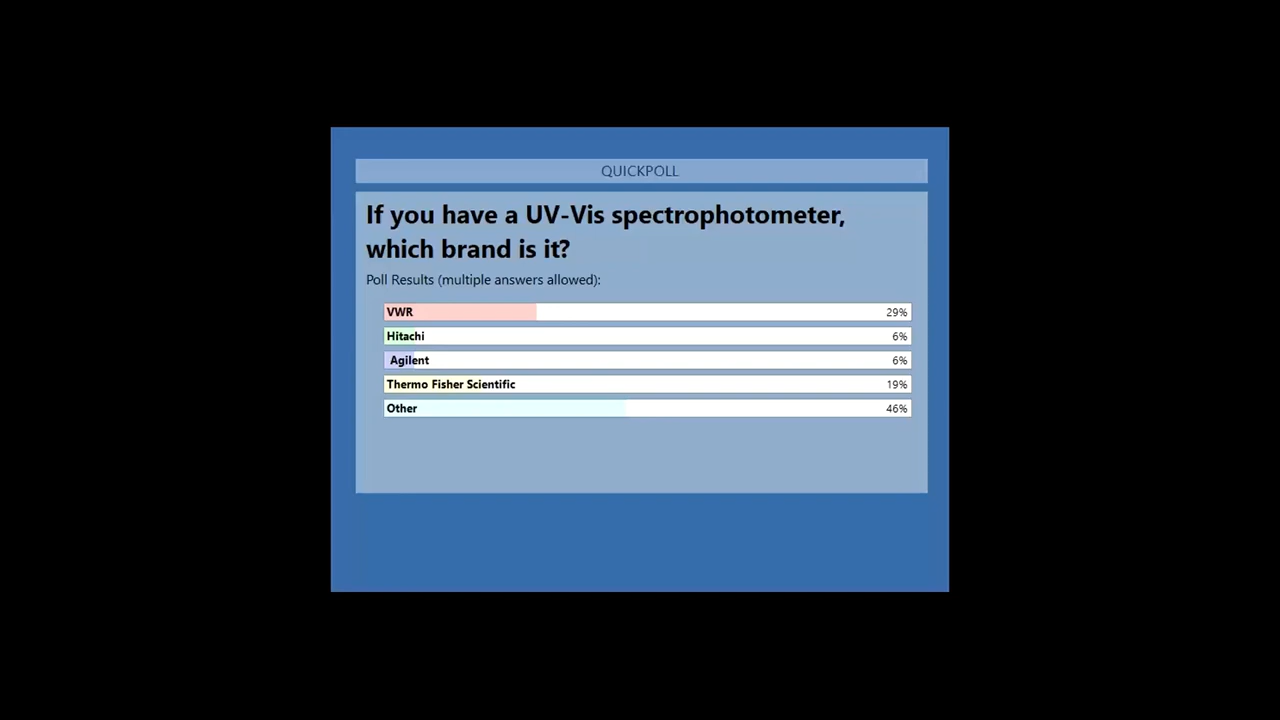 QUICKPOLL
If you have a UV-Vis spectrophotometer,
which brand is it?
Poll Results (multiple answers allowed):
VWR 29%
Hitachi 6%
Agilent 6%
Thermo Fisher Scientific 19%
Other 46%